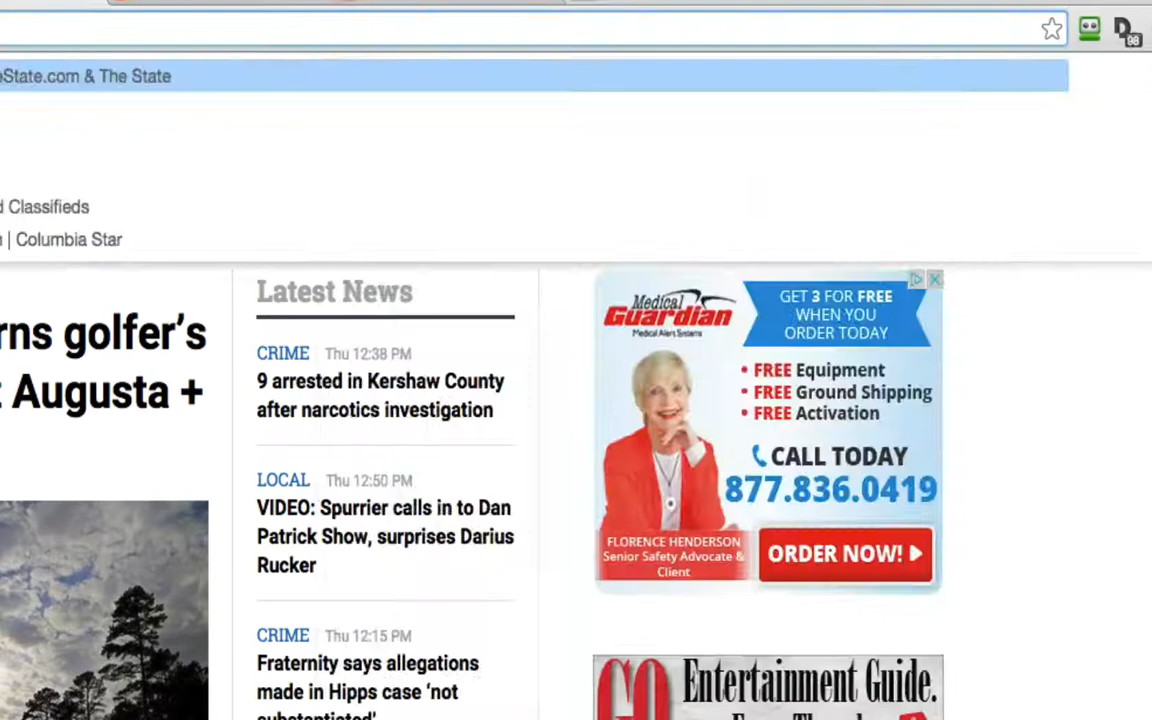 98
eState.com & The State
d Classifieds
| Columbia Star
rns golfer's
Augusta +
Latest News
CRIME Thu 12:38 PM
9 arrested in Kershaw County
after narcotics investigation
LOCAL Thu 12:50 PM
VIDEO: Spurrier calls in to Dan
Patrick Show, surprises Darius
Rucker
CRIME Thu 12:15 PM
Fraternity says allegations
made in Hipps case 'not
substantiated'
Medical
Guardian
Medical Alert Systems
GET 3 FOR FREE
WHEN YOU
ORDER TODAY
• FREE Equipment
• FREE Ground Shipping
• FREE Activation
CALL TODAY
877.836.0419
FLORENCE HENDERSON
Senior Safety Advocate &
Client
ORDER NOW!
GO
Entertainment Guide.